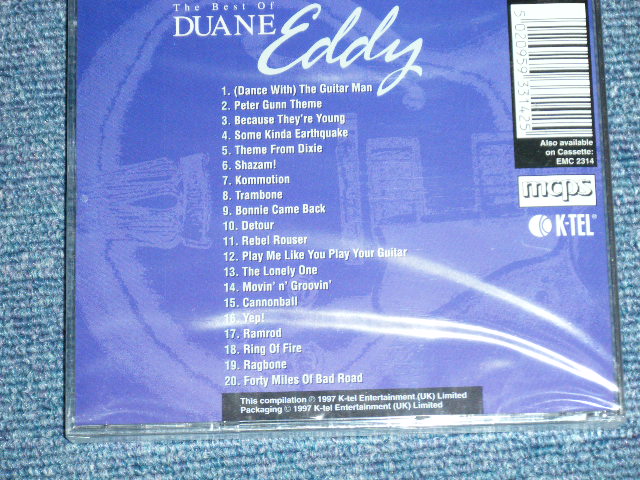 The Best Of
DUANE
Eddy
1. (Dance With) The Guitar Man
2. Peter Gunn Theme
3. Because They're Young
4. Some Kinda Earthquake
5. Theme From Dixie
6. Shazam!
7. Kommotion
8. Trambone
9. Bonnie Came Back
10. Detour
11. Rebel Rouser
12. Play Me Like You Play Your Guitar
13. The Lonely One
14. Movin' n' Groovin'
15. Cannonball
16. Yep!
17. Ramrod
18. Ring Of Fire
19. Ragbone
20. Forty Miles Of Bad Road
This compilation ℗ 1997 K-tel Entertainment (UK) Limited
Packaging © 1997 K-tel Entertainment (UK) Limited
5 020959 331425
Also available
on Cassette:
EMC 2314
mcps
K-TEL®